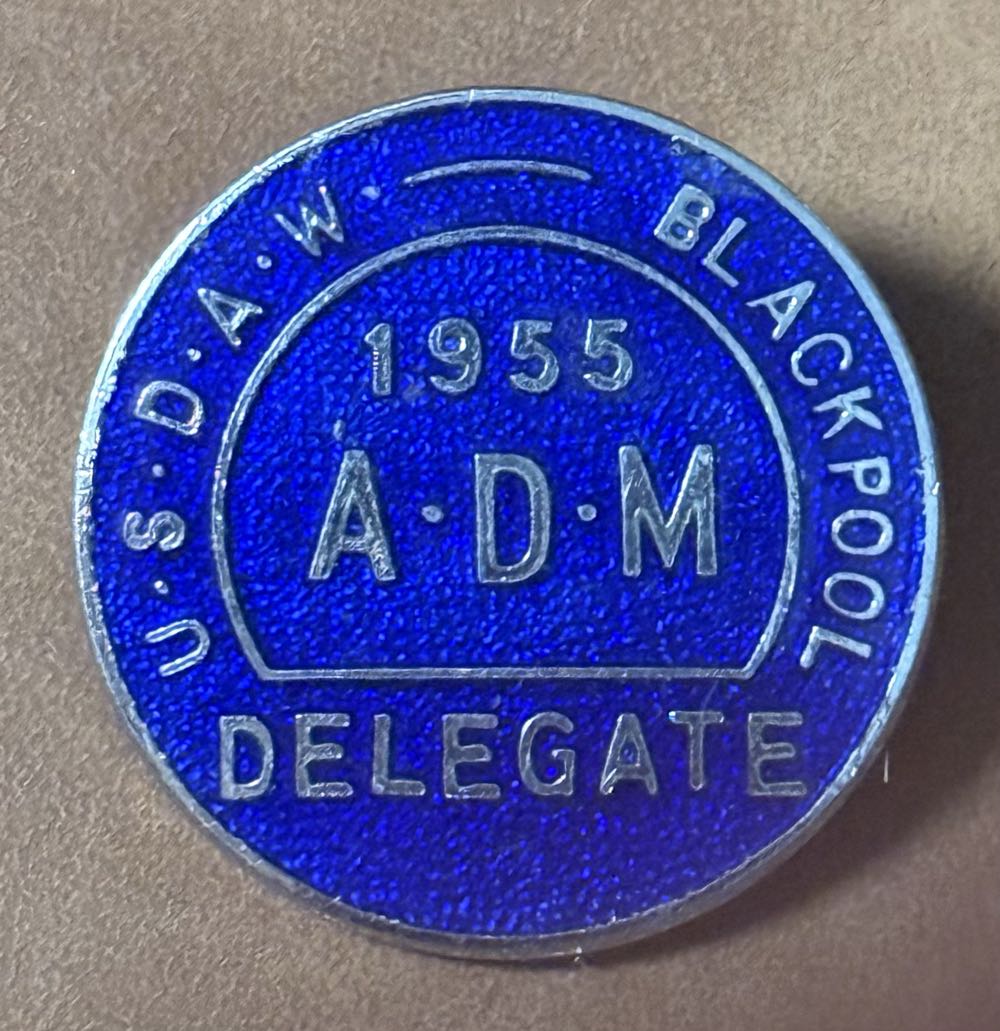 U·S·D·A·W — BLACKPOOL
1955
A·D·M
DELEGATE